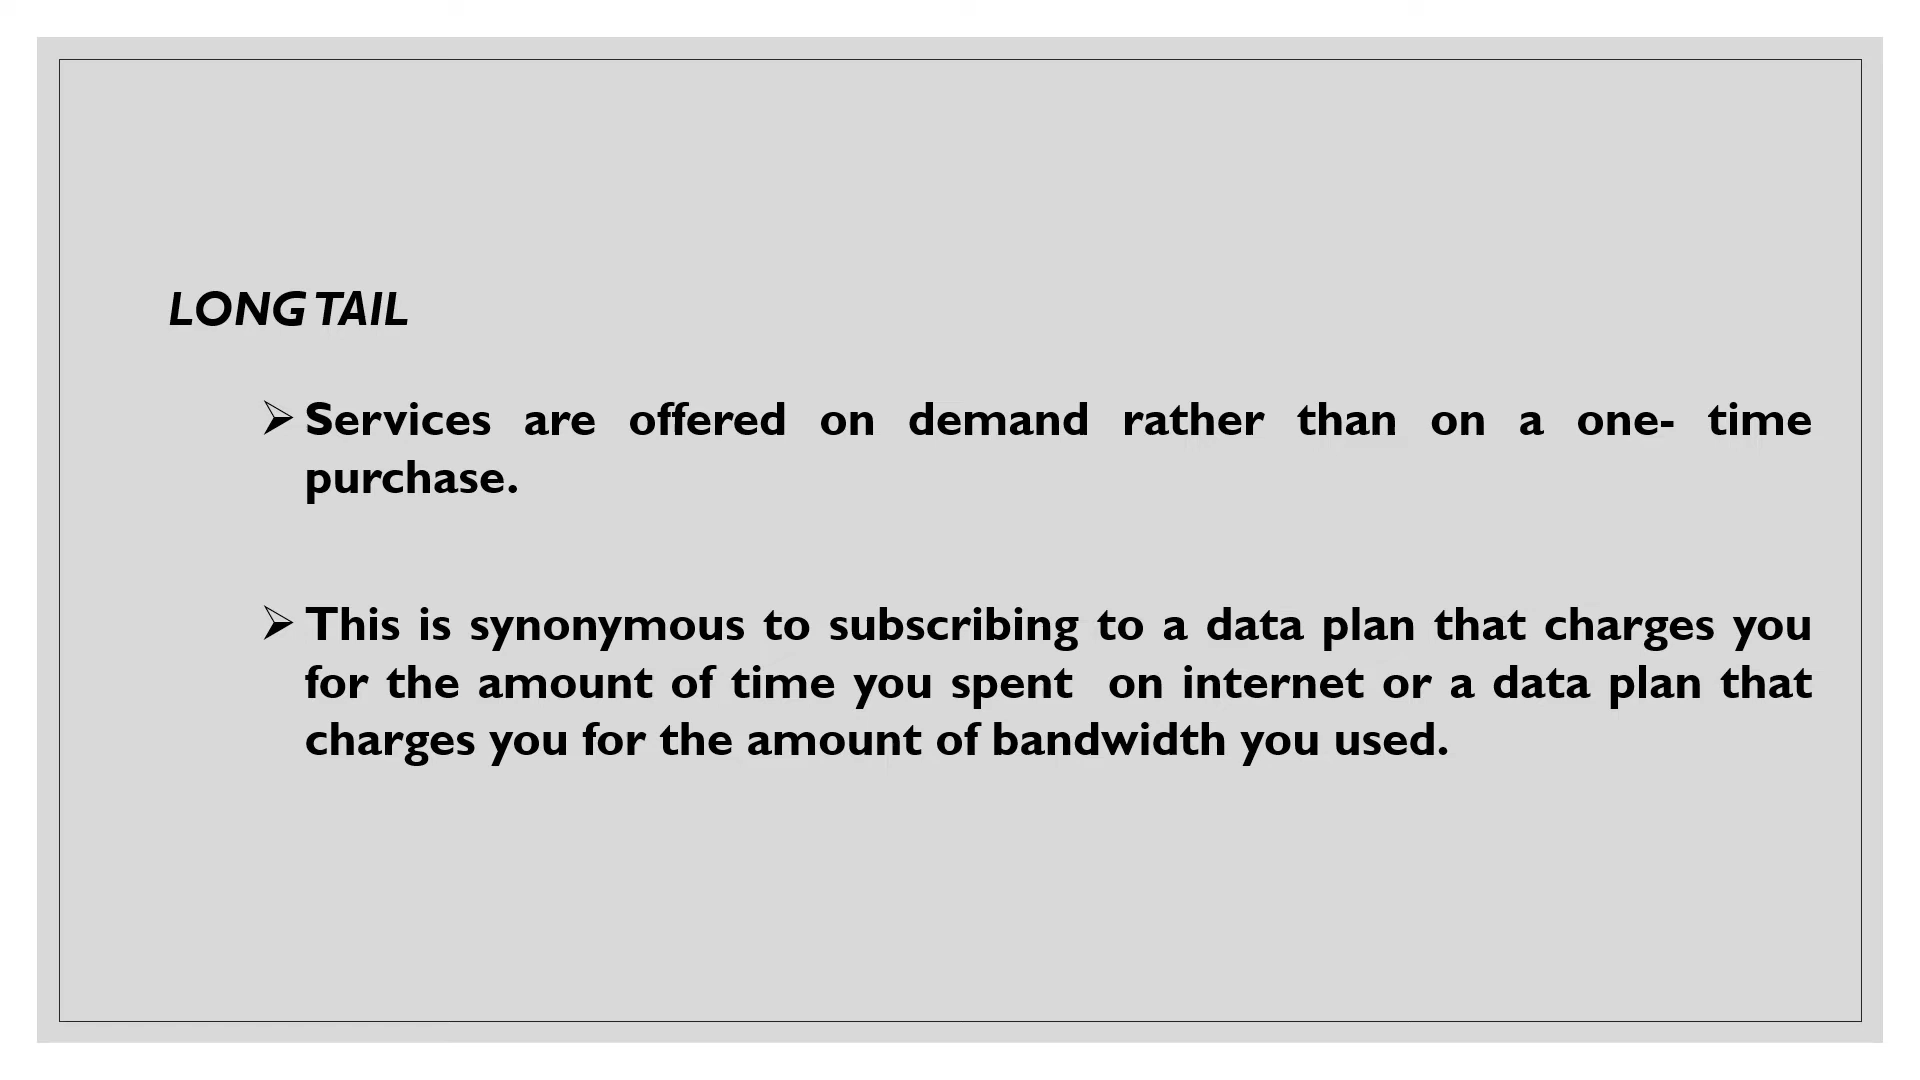 LONG TAIL
➢ Services are offered on demand rather than on a one- time
purchase.
➢ This is synonymous to subscribing to a data plan that charges you
for the amount of time you spent  on internet or a data plan that
charges you for the amount of bandwidth you used.